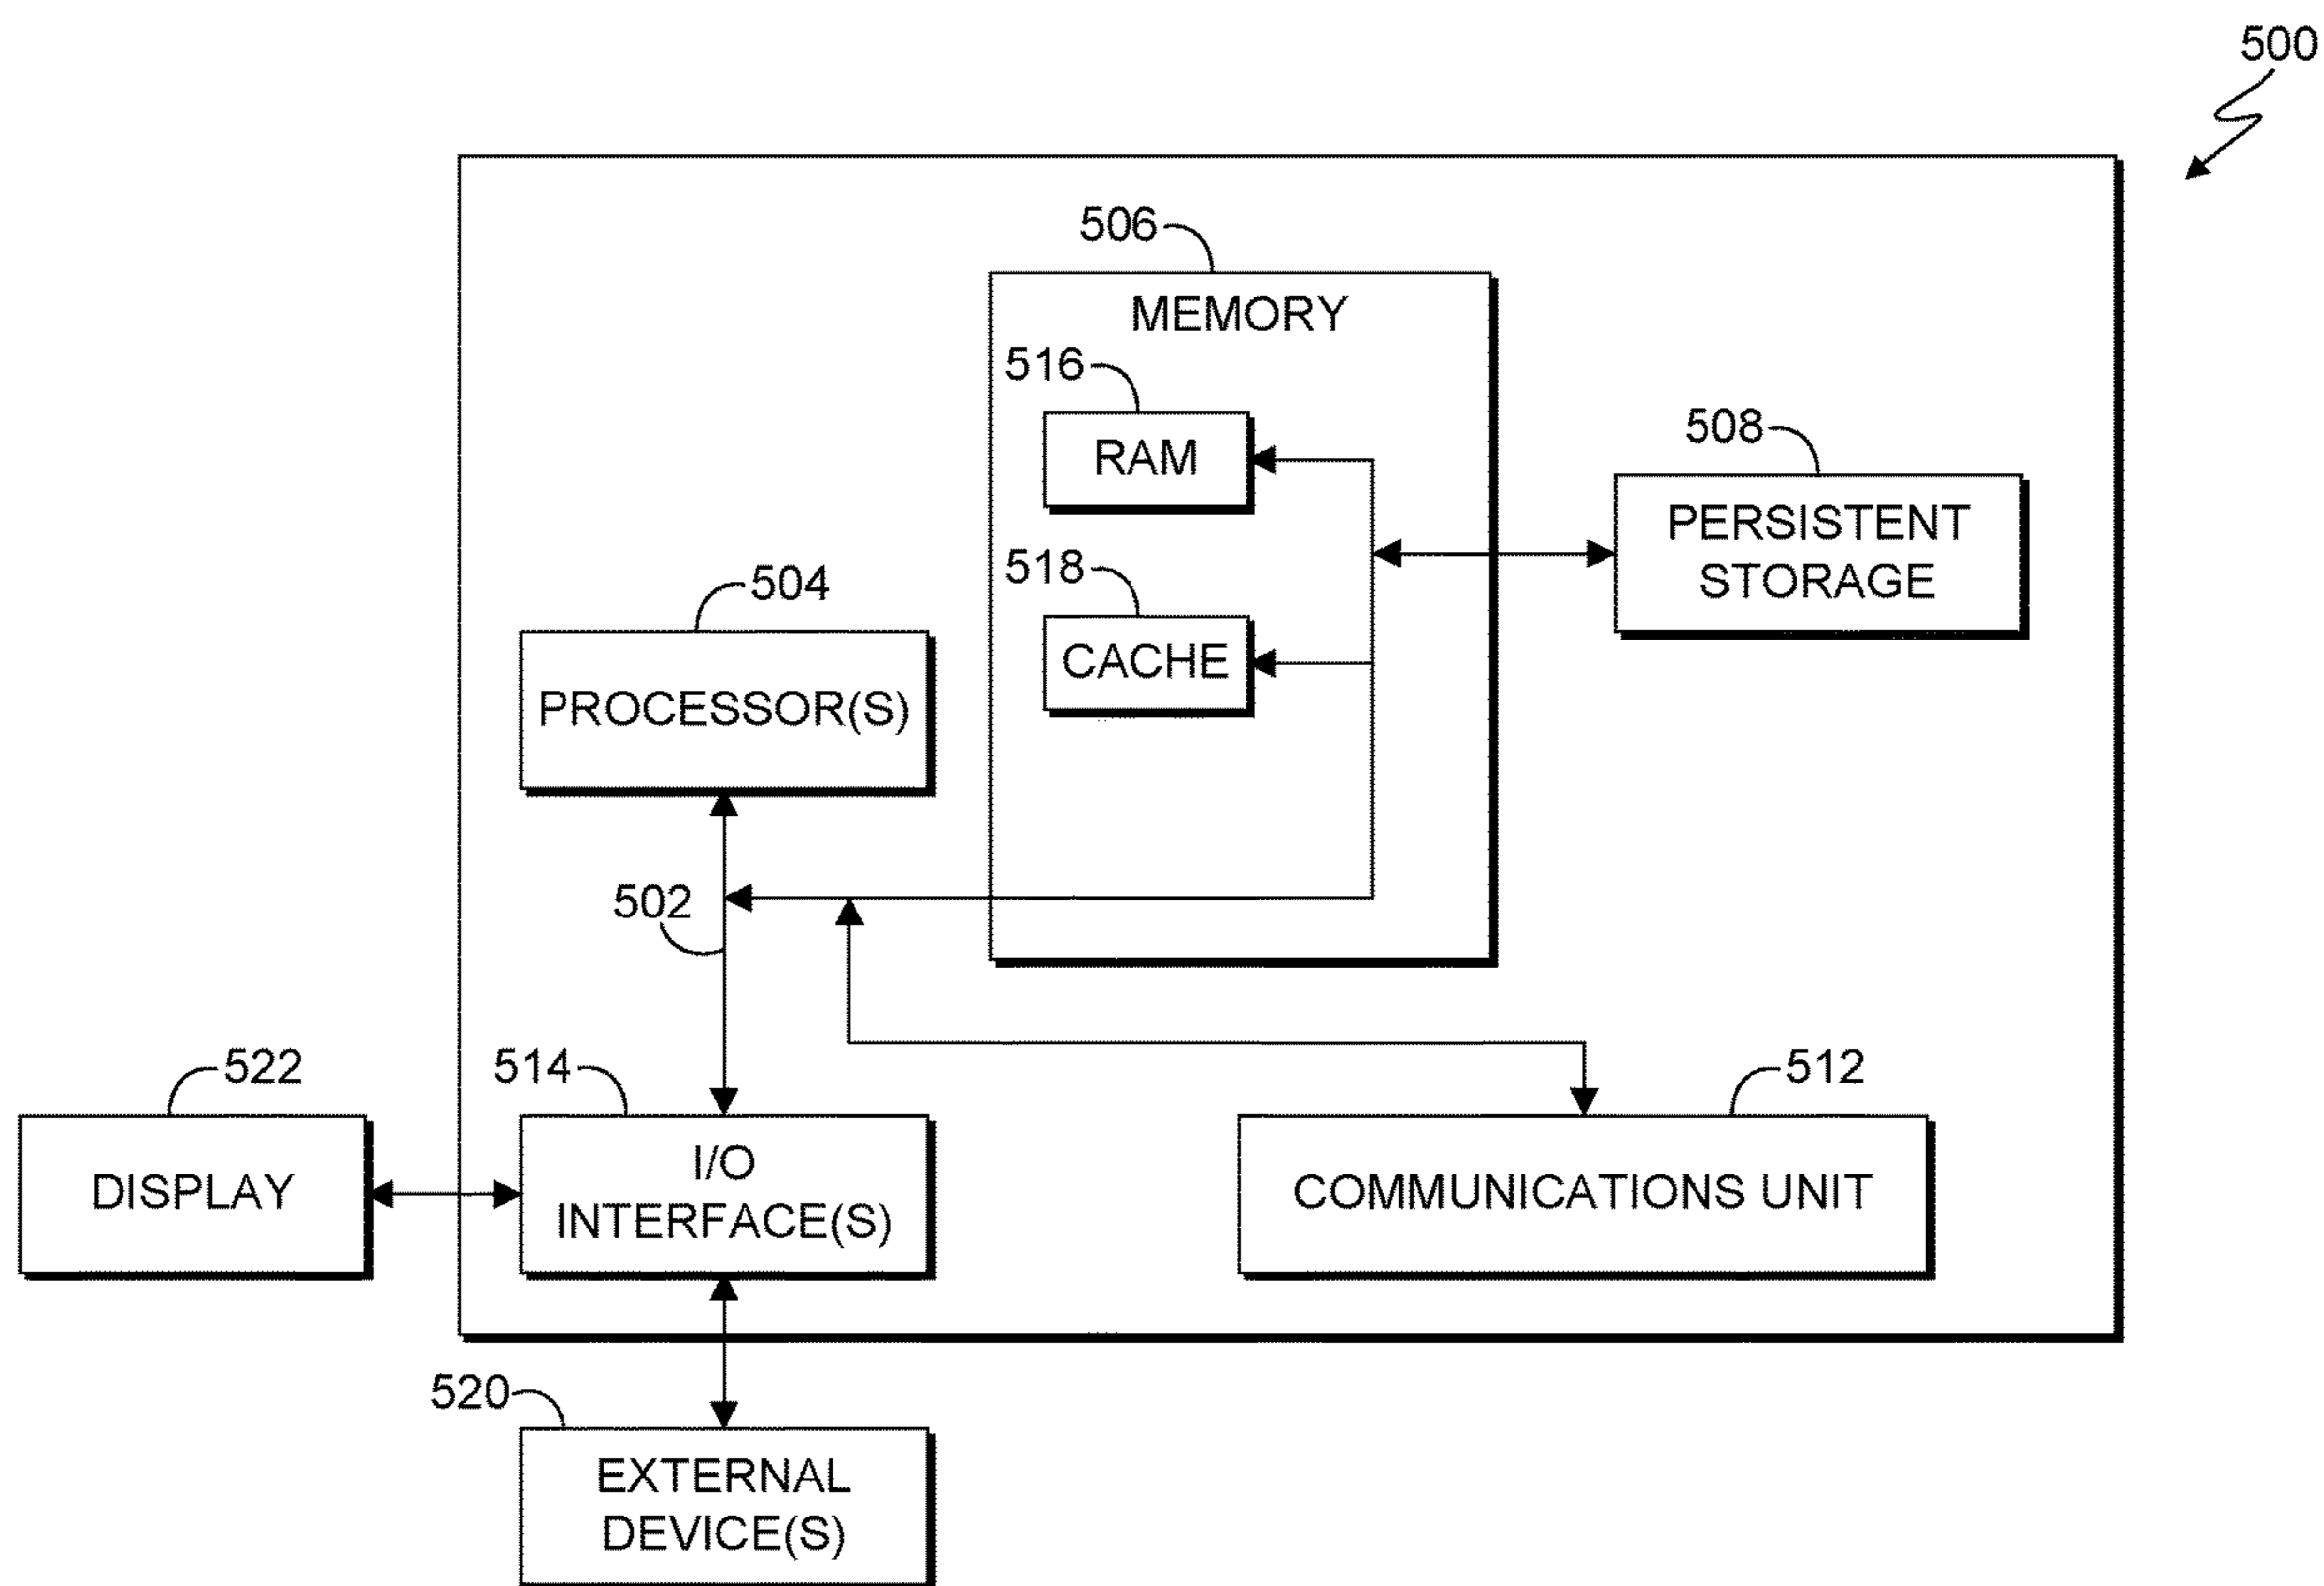 500
506
MEMORY
516
RAM
508
PERSISTENT
STORAGE
518
CACHE
504
PROCESSOR(S)
502
522
DISPLAY
514
I/O
INTERFACE(S)
512
COMMUNICATIONS UNIT
520
EXTERNAL
DEVICE(S)